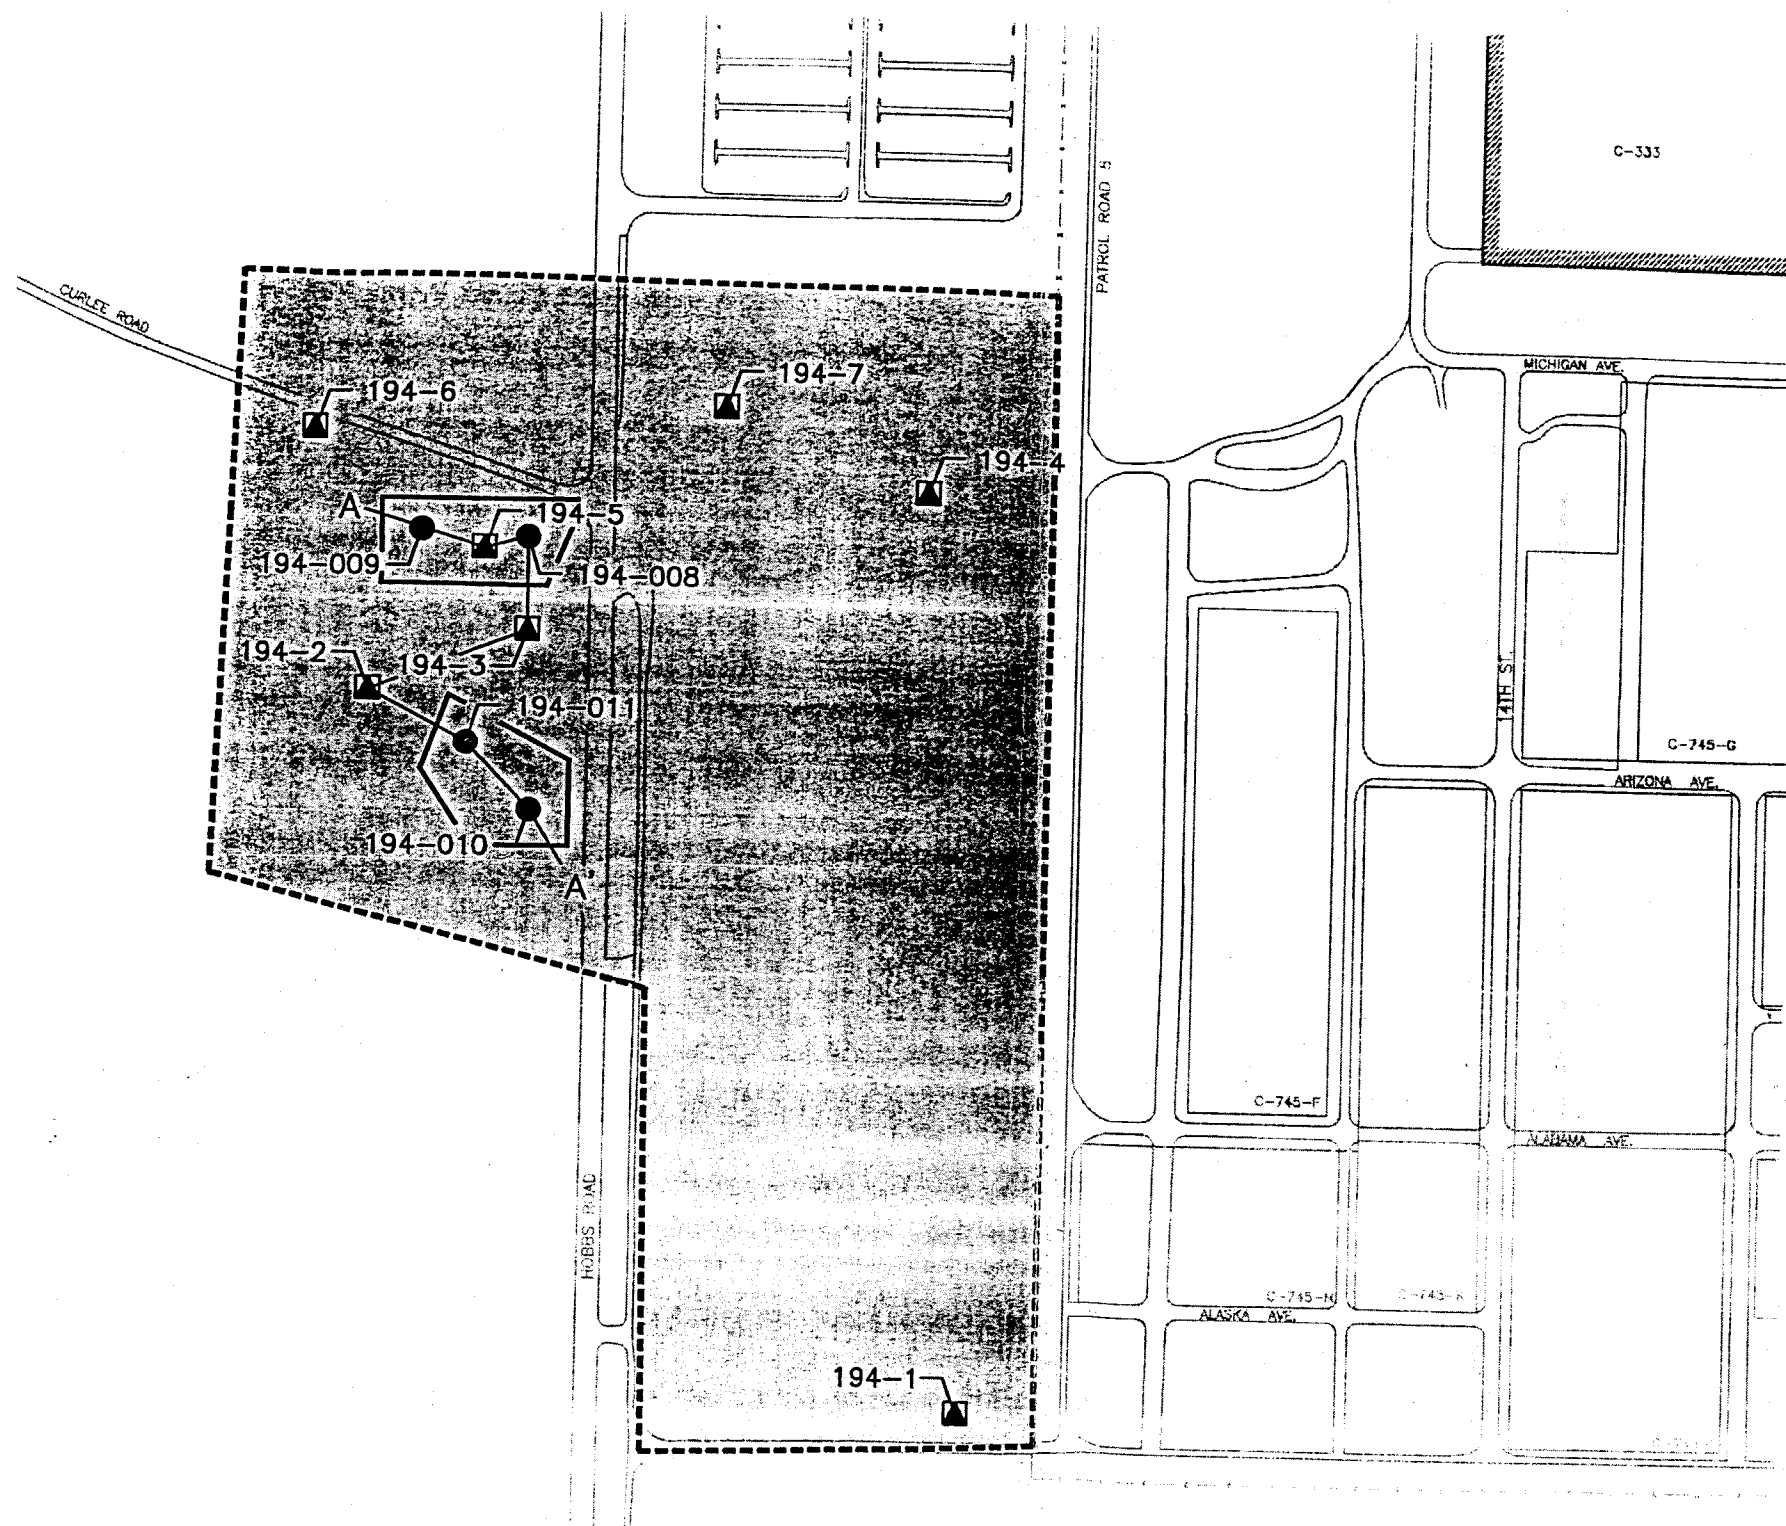 C-333
PATROL ROAD 5
CURLEE ROAD
MICHIGAN AVE.
194-7
194-6
194-4
A
194-5
194-009
194-008
194-2
194-3
14TH ST.
194-011
C-745-G
ARIZONA AVE.
194-010
A'
C-745-F
ALABAMA AVE.
HOBBS ROAD
C-745-H
C-745-K
ALASKA AVE.
194-1